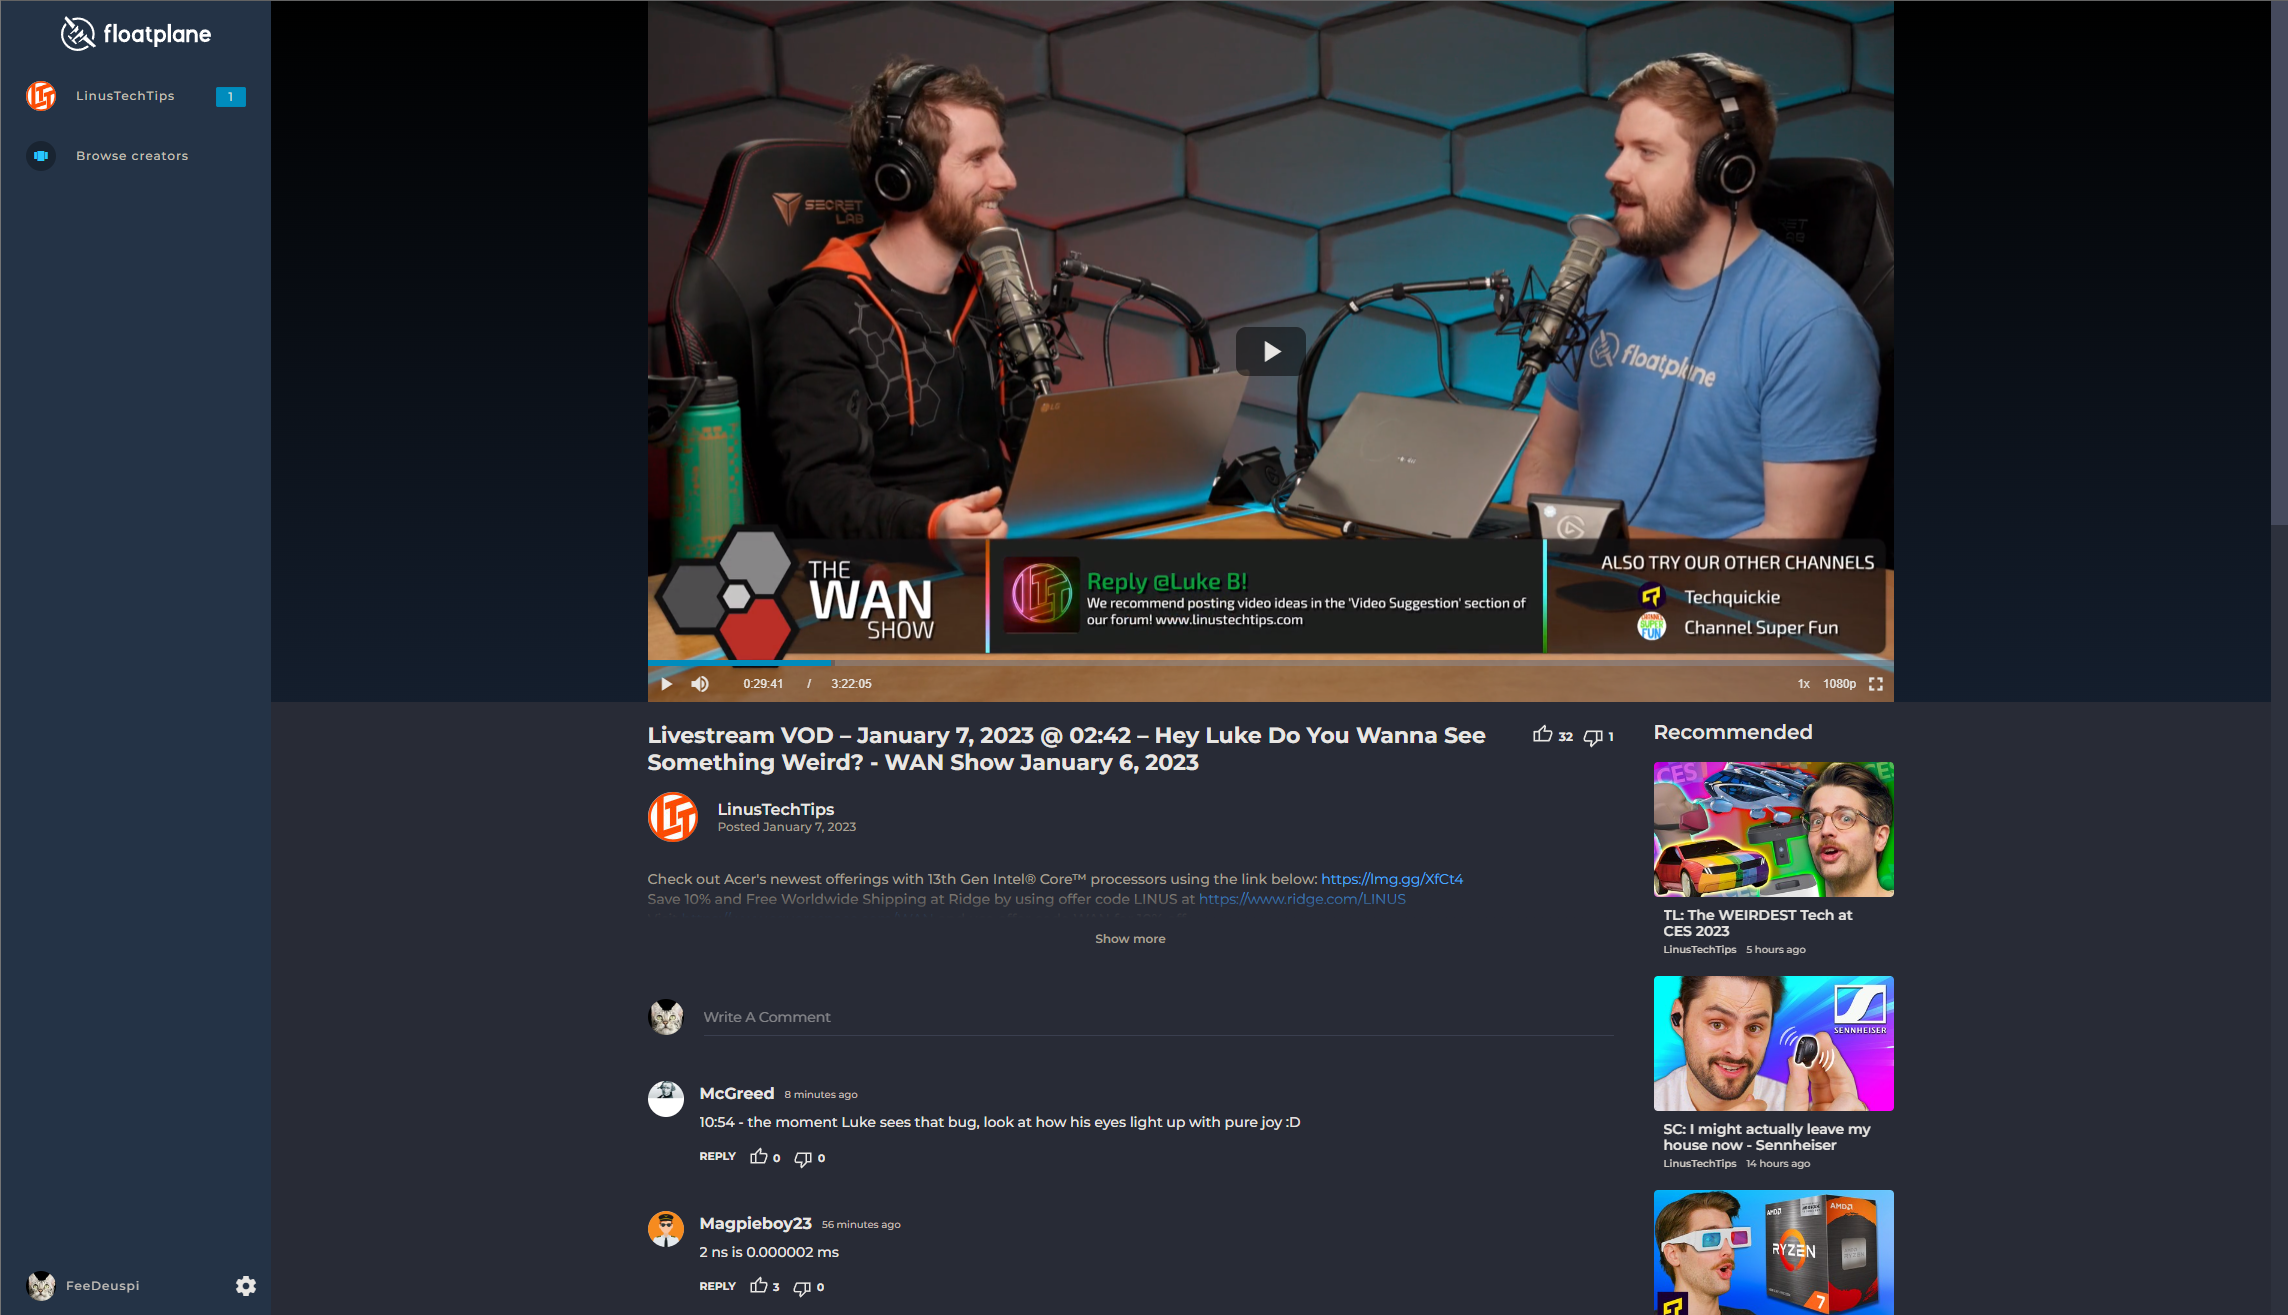 floatplane
LinusTechTips
1
Browse creators
SECRET
LAB
LG
floatplane
THE
WAN
SHOW
Reply @Luke B!
We recommend posting video ideas in the 'Video Suggestion' section of
our forum! www.linustechtips.com
ALSO TRY OUR OTHER CHANNELS
Techquickie
CHANNEL
SUPER
FUN
Channel Super Fun
0:29:41 / 3:22:05
1x 1080p
Livestream VOD – January 7, 2023 @ 02:42 – Hey Luke Do You Wanna See
Something Weird? - WAN Show January 6, 2023
32 1
LinusTechTips
Posted January 7, 2023
Check out Acer's newest offerings with 13th Gen Intel® Core™ processors using the link below: https://lmg.gg/XfCt4
Save 10% and Free Worldwide Shipping at Ridge by using offer code LINUS at https://www.ridge.com/LINUS
Show more
Write A Comment
McGreed 8 minutes ago
10:54 - the moment Luke sees that bug, look at how his eyes light up with pure joy :D
REPLY 0 0
Magpieboy23 56 minutes ago
2 ns is 0.000002 ms
REPLY 3 0
Recommended
CES
TL: The WEIRDEST Tech at
CES 2023
LinusTechTips 5 hours ago
SENNHEISER
SC: I might actually leave my
house now - Sennheiser
LinusTechTips 14 hours ago
AMD
AMD
RYZEN
7
FeeDeuspi